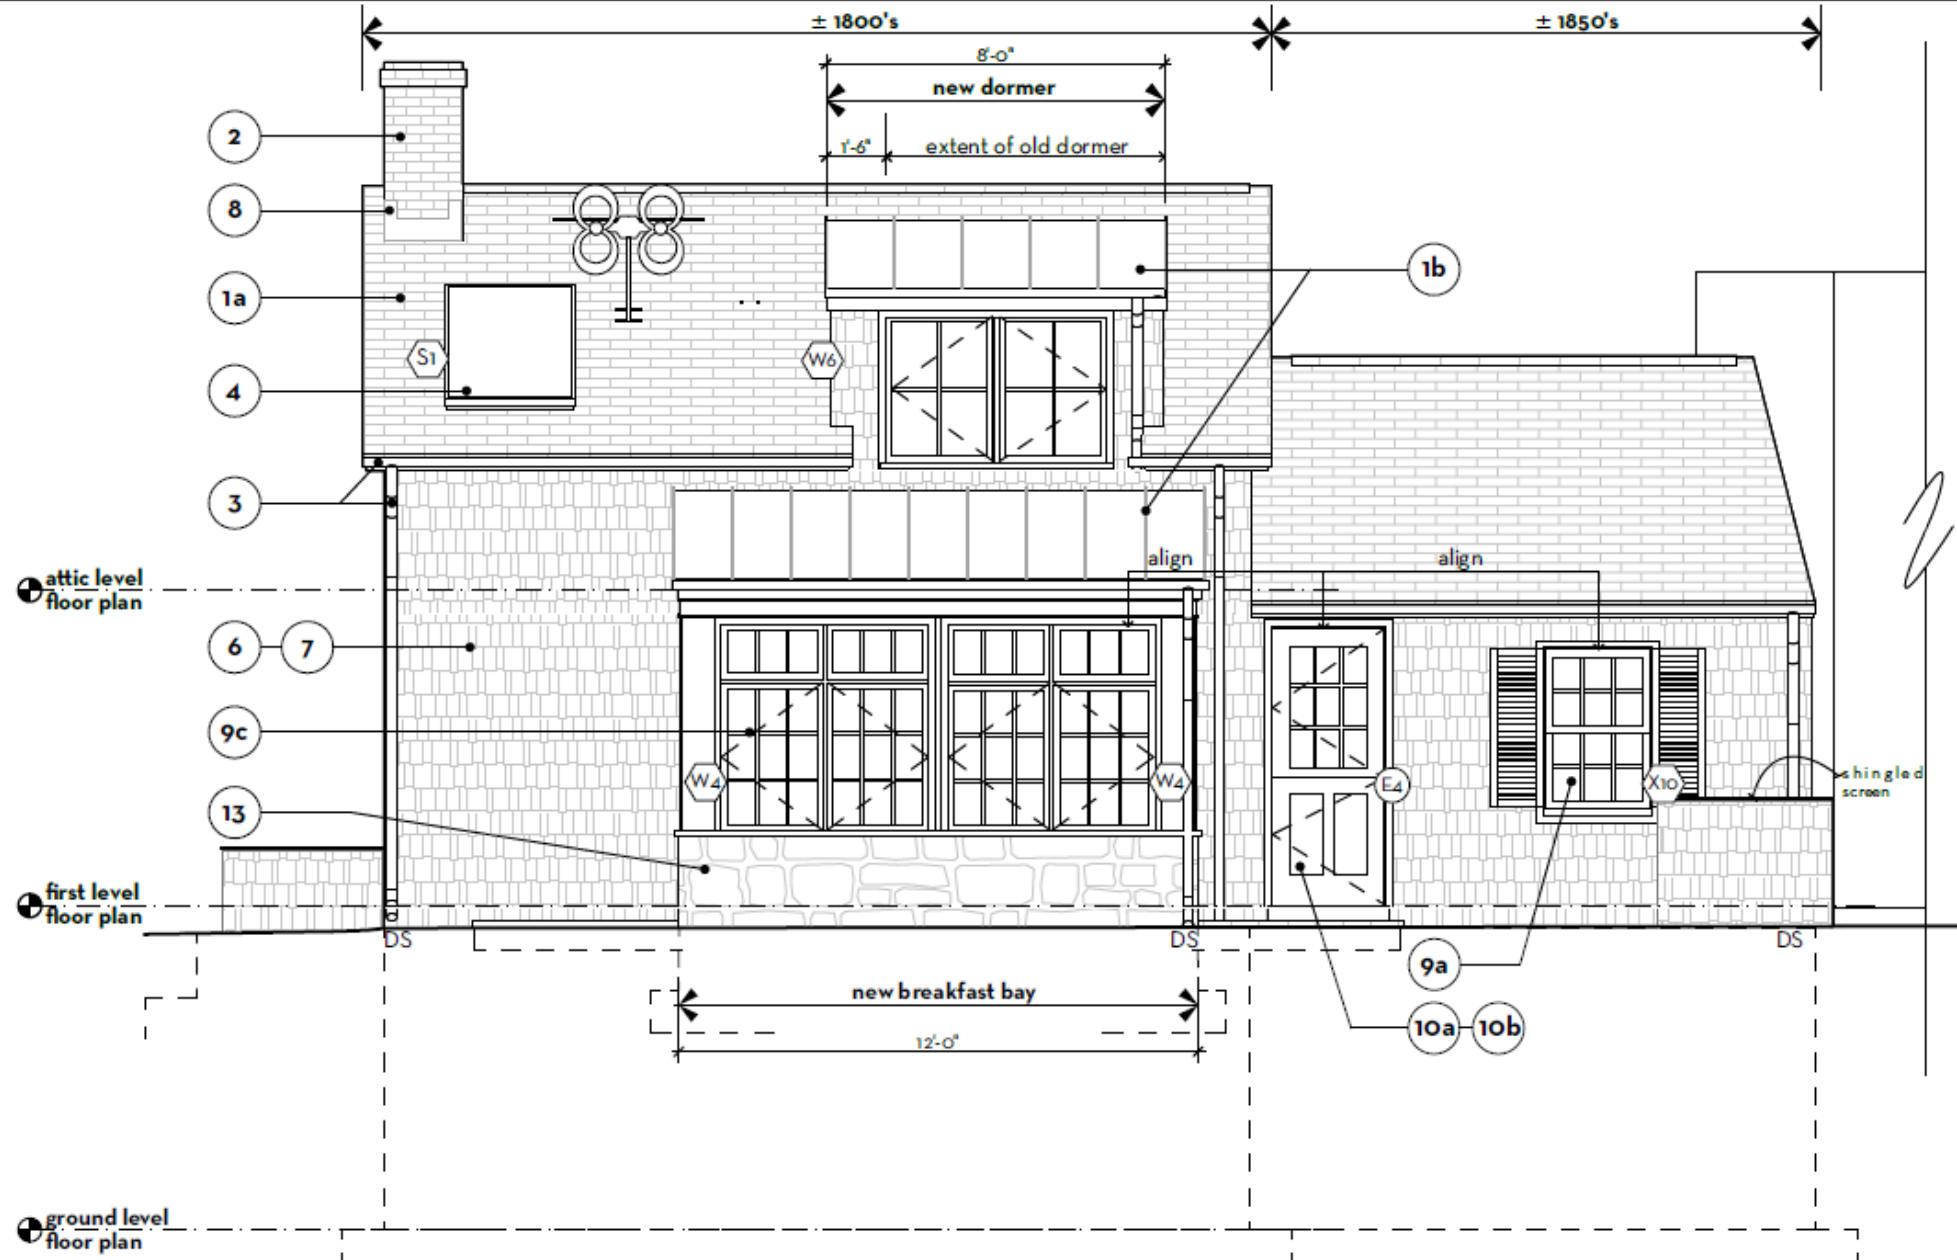 ± 1800's
± 1850's
8'-0"
new dormer
1'-6"
extent of old dormer
2
8
1a
1b
S1
W6
4
3
align
align
attic level
floor plan
6
7
9c
W4
W4
E4
X10
shingled
screen
13
first level
floor plan
DS
DS
DS
9a
new breakfast bay
10a
10b
12'-0"
ground level
floor plan